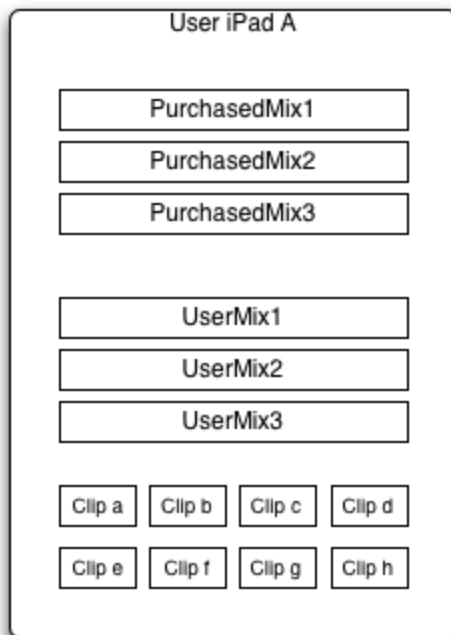 User iPad A
PurchasedMix1
PurchasedMix2
PurchasedMix3
UserMix1
UserMix2
UserMix3
Clip a Clip b Clip c Clip d
Clip e Clip f Clip g Clip h